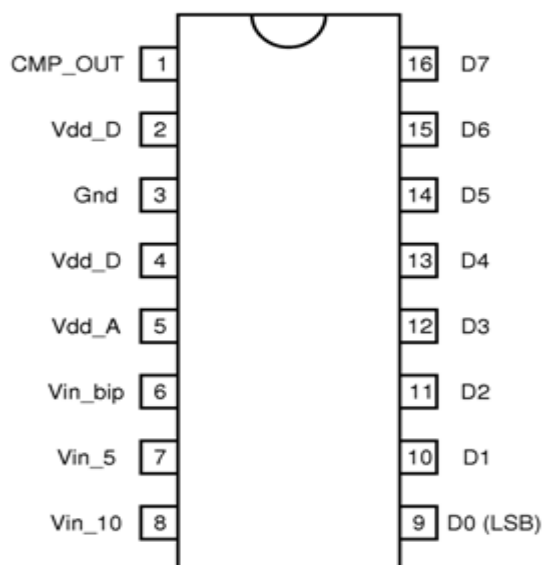 CMP_OUT 1 16 D7
Vdd_D 2 15 D6
Gnd 3 14 D5
Vdd_D 4 13 D4
Vdd_A 5 12 D3
Vin_bip 6 11 D2
Vin_5 7 10 D1
Vin_10 8 9 D0 (LSB)